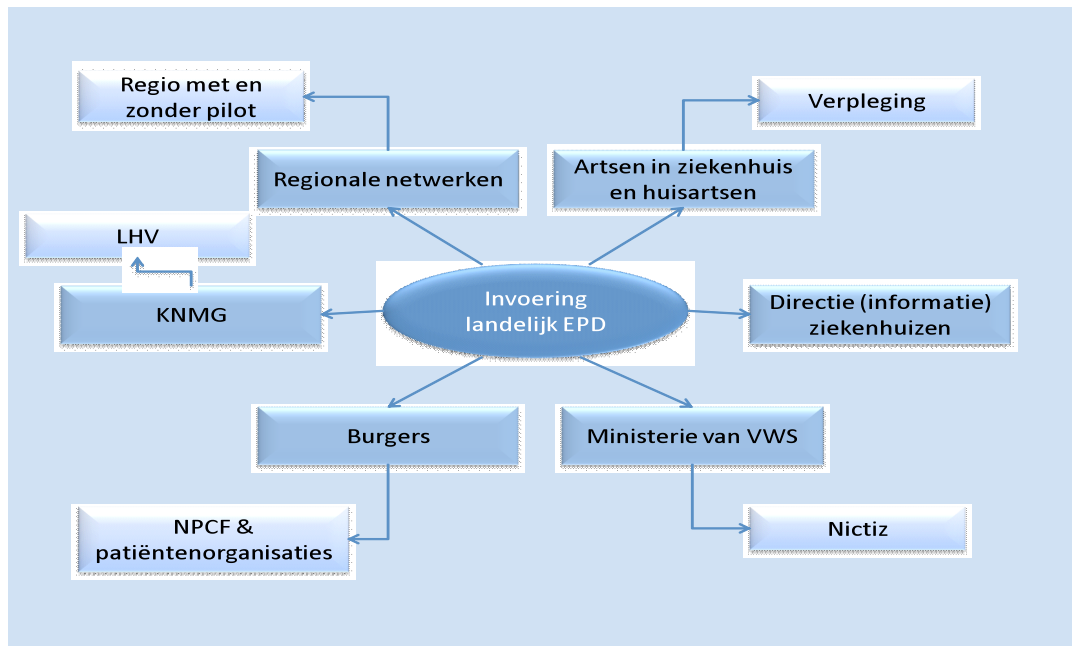 Regio met en
zonder pilot
Verpleging
Regionale netwerken
Artsen in ziekenhuis
en huisartsen
LHV
KNMG
Invoering
landelijk EPD
Directie (informatie)
ziekenhuizen
Burgers
Ministerie van VWS
NPCF &
patiëntenorganisaties
Nictiz